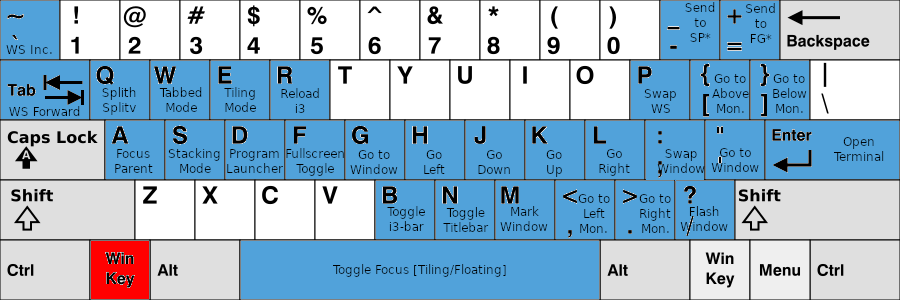 ~ ` WS Inc.
! 1
@ 2
# 3
$ 4
% 5
^ 6
& 7
* 8
( 9
) 0
_ - Send to SP*
+ = Send to FG*
Backspace
Tab WS Forward
Q Splith Splitv
W Tabbed Mode
E Tiling Mode
R Reload i3
T
Y
U
I
O
P Swap WS
{ [ Go to Above Mon.
} ] Go to Below Mon.
| \
Caps Lock A
A Focus Parent
S Stacking Mode
D Program Launcher
F Fullscreen Toggle
G Go to Window
H Go Left
J Go Down
K Go Up
L Go Right
: ; Swap Window
" ' Go to Window
Enter Open Terminal
Shift
Z
X
C
V
B Toggle i3-bar
N Toggle Titlebar
M Mark Window
< , Go to Left Mon.
> . Go to Right Mon.
? / Flash Window
Shift
Ctrl
Win Key
Alt
Toggle Focus [Tiling/Floating]
Alt
Win Key
Menu
Ctrl